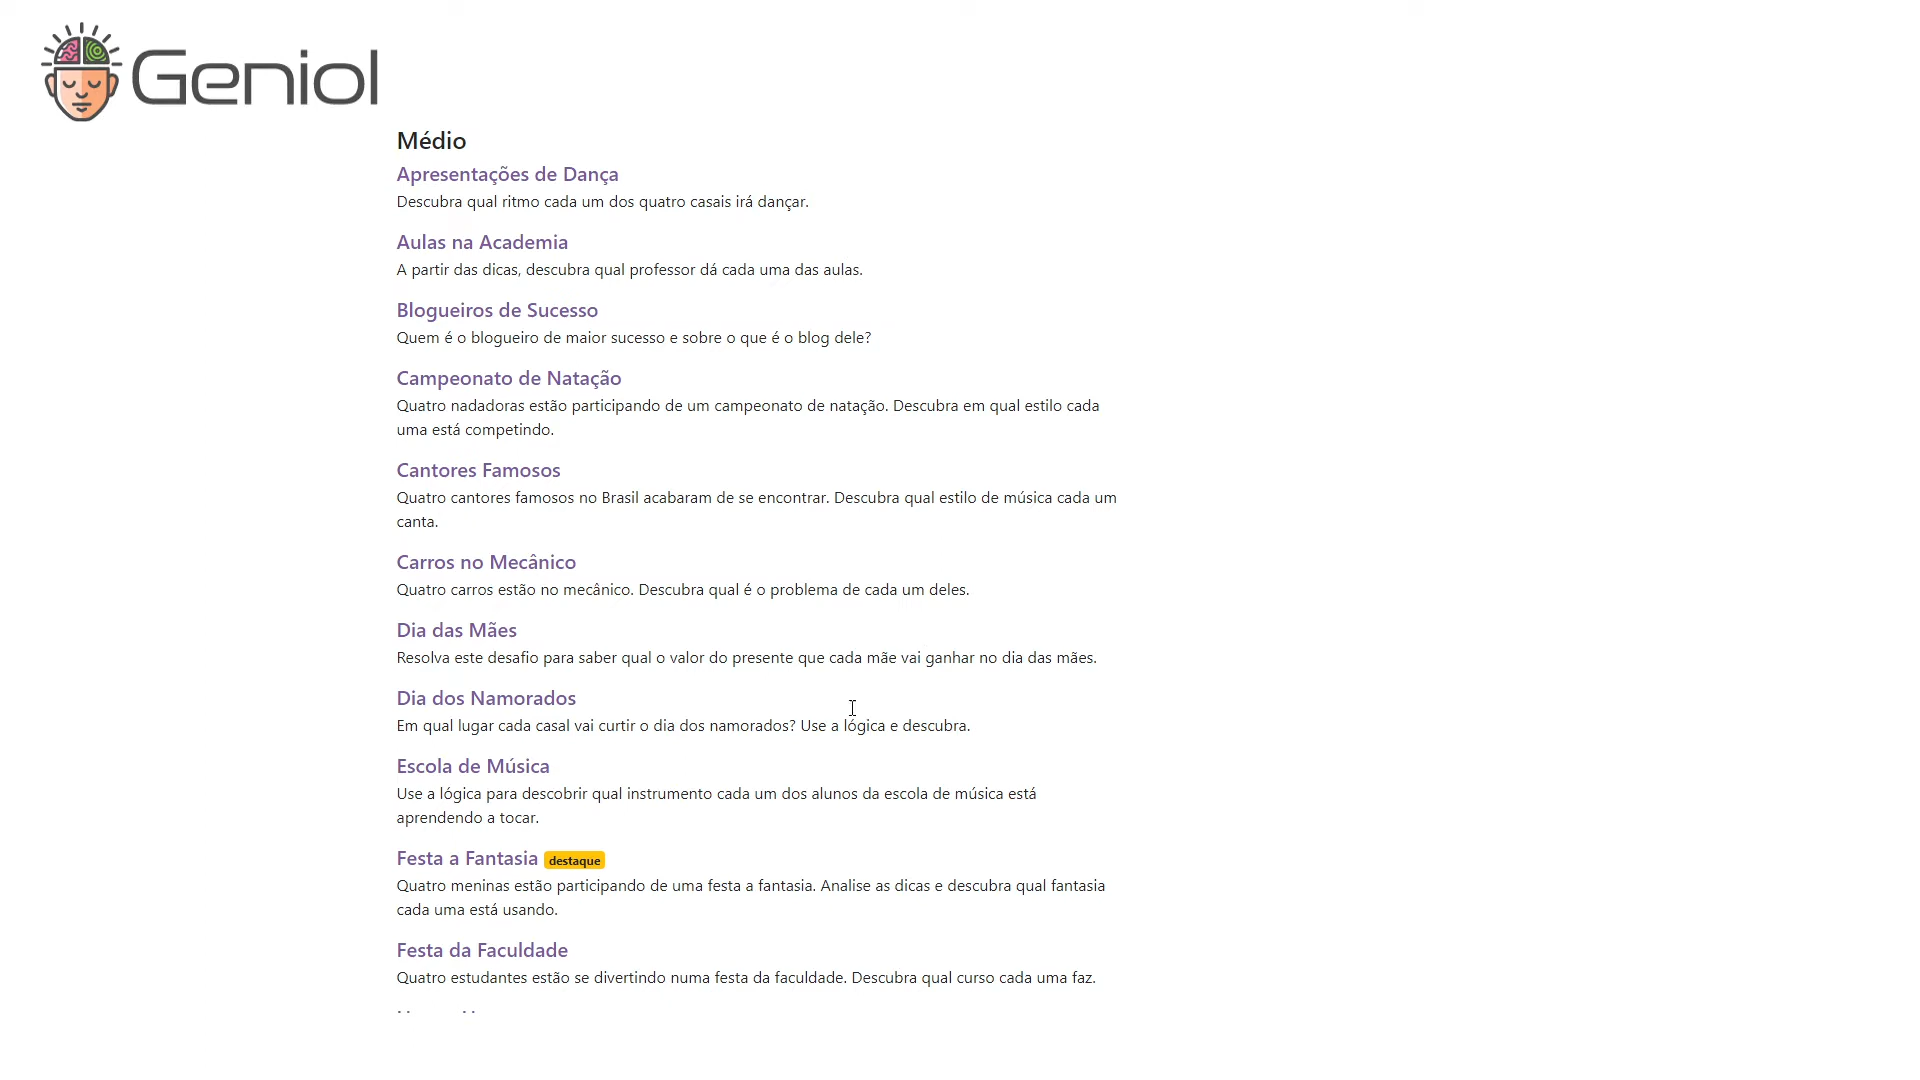 Geniol
Médio
Apresentações de Dança
Descubra qual ritmo cada um dos quatro casais irá dançar.
Aulas na Academia
A partir das dicas, descubra qual professor dá cada uma das aulas.
Blogueiros de Sucesso
Quem é o blogueiro de maior sucesso e sobre o que é o blog dele?
Campeonato de Natação
Quatro nadadoras estão participando de um campeonato de natação. Descubra em qual estilo cada
uma está competindo.
Cantores Famosos
Quatro cantores famosos no Brasil acabaram de se encontrar. Descubra qual estilo de música cada um
canta.
Carros no Mecânico
Quatro carros estão no mecânico. Descubra qual é o problema de cada um deles.
Dia das Mães
Resolva este desafio para saber qual o valor do presente que cada mãe vai ganhar no dia das mães.
Dia dos Namorados
Em qual lugar cada casal vai curtir o dia dos namorados? Use a lógica e descubra.
Escola de Música
Use a lógica para descobrir qual instrumento cada um dos alunos da escola de música está
aprendendo a tocar.
Festa a Fantasia destaque
Quatro meninas estão participando de uma festa a fantasia. Analise as dicas e descubra qual fantasia
cada uma está usando.
Festa da Faculdade
Quatro estudantes estão se divertindo numa festa da faculdade. Descubra qual curso cada uma faz.